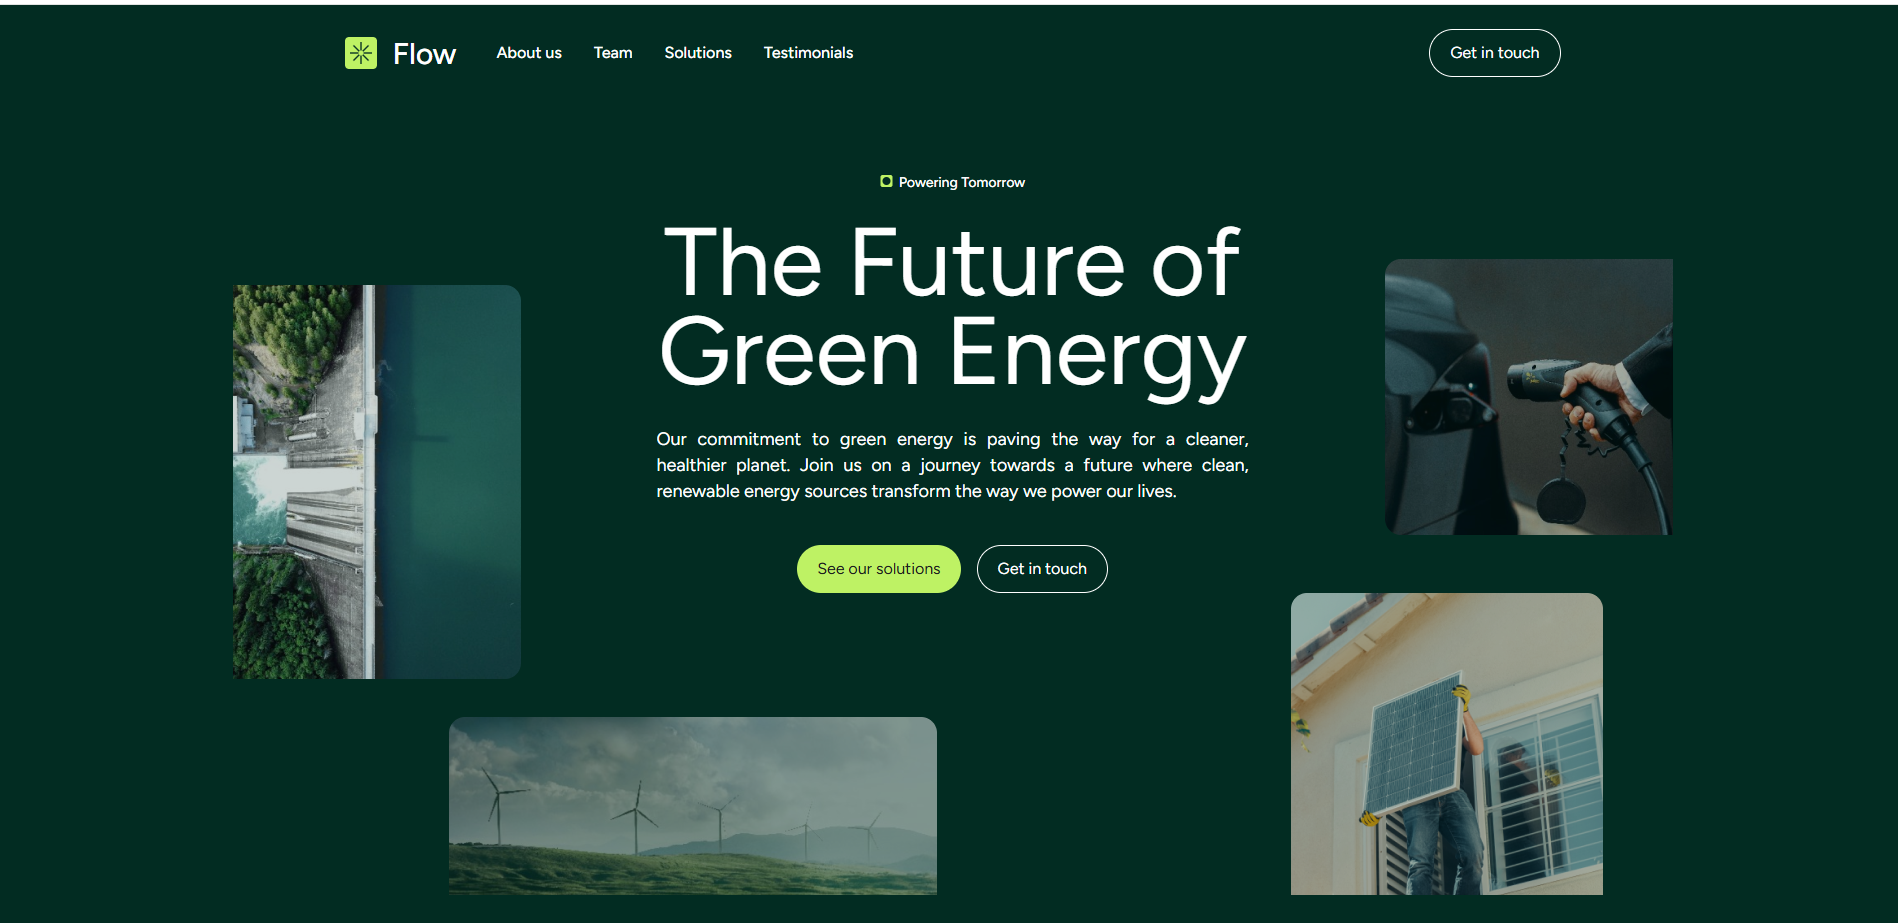 Flow
About us
Team
Solutions
Testimonials
Get in touch
Powering Tomorrow
The Future of
Green Energy
Our commitment to green energy is paving the way for a cleaner,
healthier planet. Join us on a journey towards a future where clean,
renewable energy sources transform the way we power our lives.
See our solutions
Get in touch